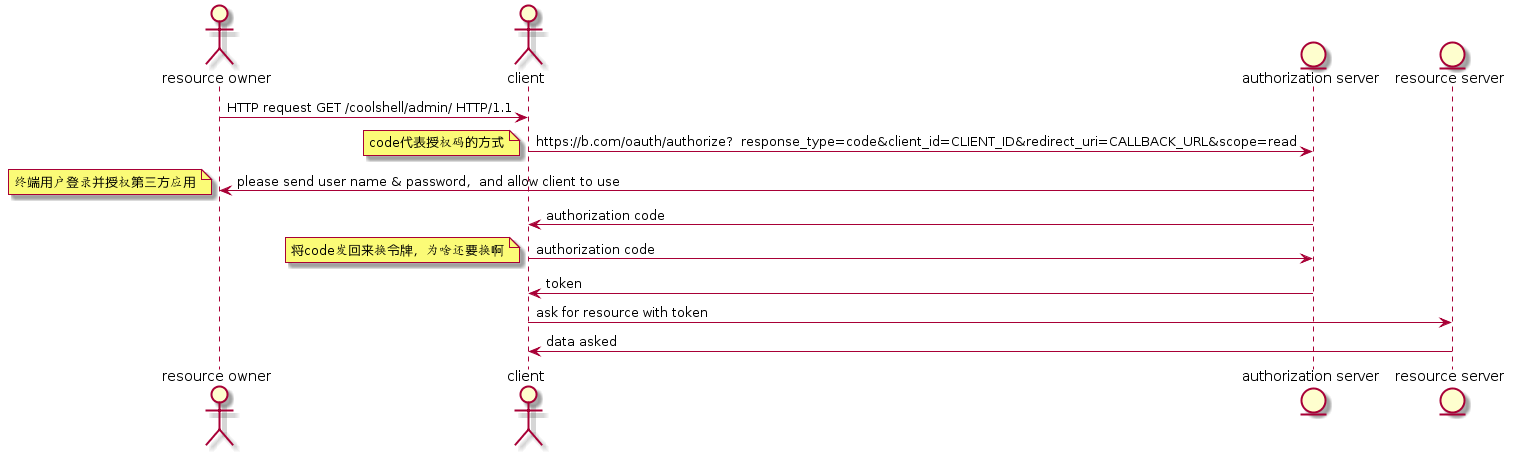 resource owner
client
authorization server
resource server
HTTP request GET /coolshell/admin/ HTTP/1.1
code代表授权码的方式
https://b.com/oauth/authorize? response_type=code&client_id=CLIENT_ID&redirect_uri=CALLBACK_URL&scope=read
终端用户登录并授权第三方应用
please send user name & password, and allow client to use
authorization code
将code发回来换令牌，为啥还要换啊
authorization code
token
ask for resource with token
data asked
resource owner
client
authorization server
resource server